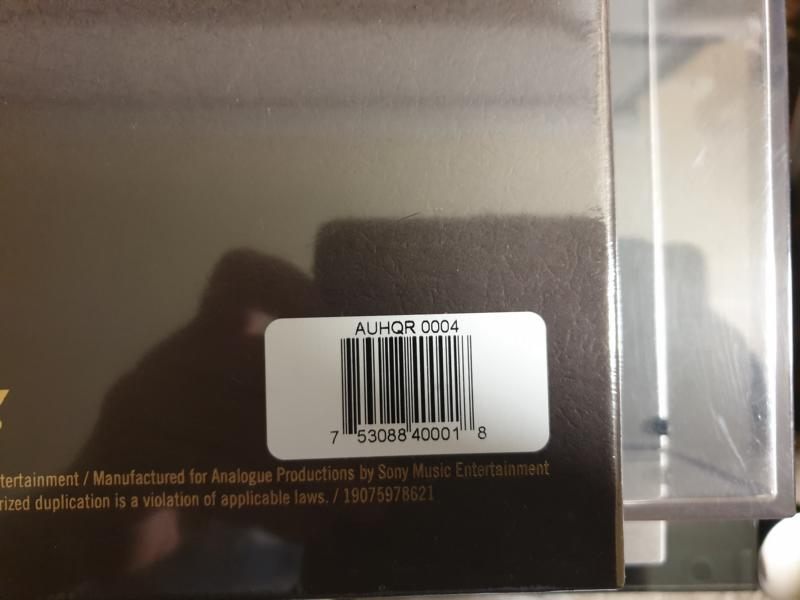 AUHQR 0004
7 53088 40001 8
tertainment / Manufactured for Analogue Productions by Sony Music Entertainment
rized duplication is a violation of applicable laws. / 19075978621